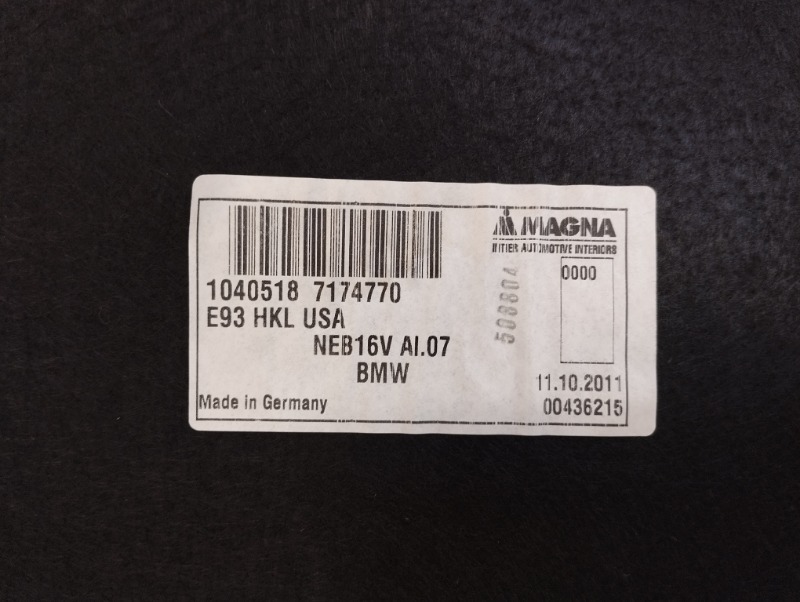 MAGNA
INTIER AUTOMOTIVE INTERIORS
0000
508804
1040518 7174770
E93 HKL USA
NEB16V AI.07
BMW
11.10.2011
Made in Germany
00436215